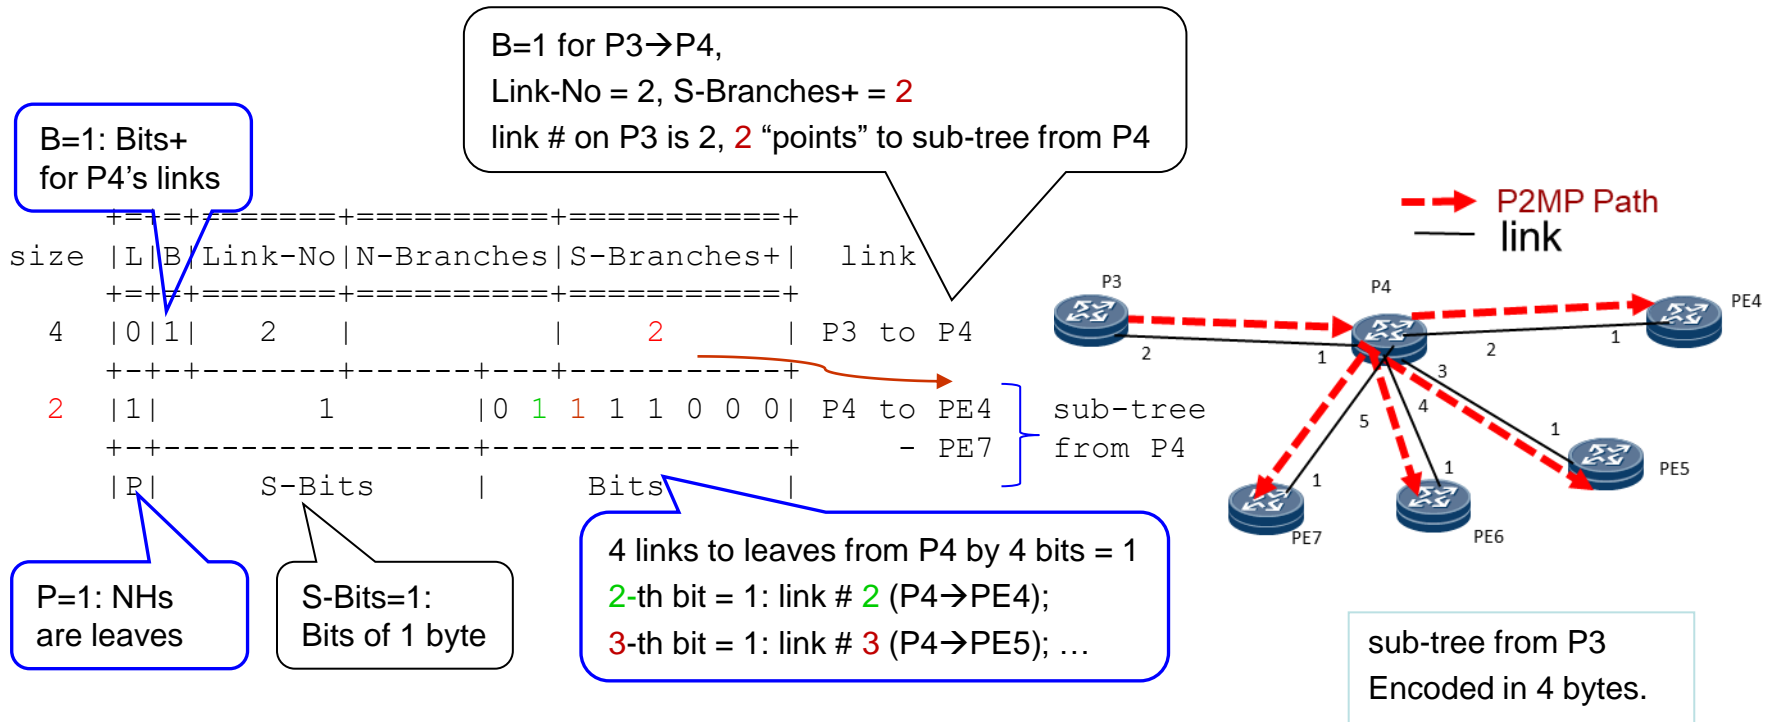 B=1 for P3→P4,
Link-No = 2, S-Branches+ = 2
link # on P3 is 2, 2 “points” to sub-tree from P4
B=1: Bits+
for P4’s links
+=+=+=======+==========+===========+
size |L|B|Link-No|N-Branches|S-Branches+| link
+=+=+=======+==========+===========+
4 |0|1| 2 | | 2 | P3 to P4
+-+-+-------+------+---+-----------+
2 |1| 1 |0 1 1 1 1 0 0 0| P4 to PE4
+-+----------------+---------------+ - PE7
|P| S-Bits | Bits |
sub-tree
from P4
P=1: NHs
are leaves
S-Bits=1:
Bits of 1 byte
4 links to leaves from P4 by 4 bits = 1
2-th bit = 1: link # 2 (P4→PE4);
3-th bit = 1: link # 3 (P4→PE5); …
P2MP Path
link
P3
P4
PE4
2
1
2
1
3
4
5
1
1
1
PE5
PE6
PE7
sub-tree from P3
Encoded in 4 bytes.